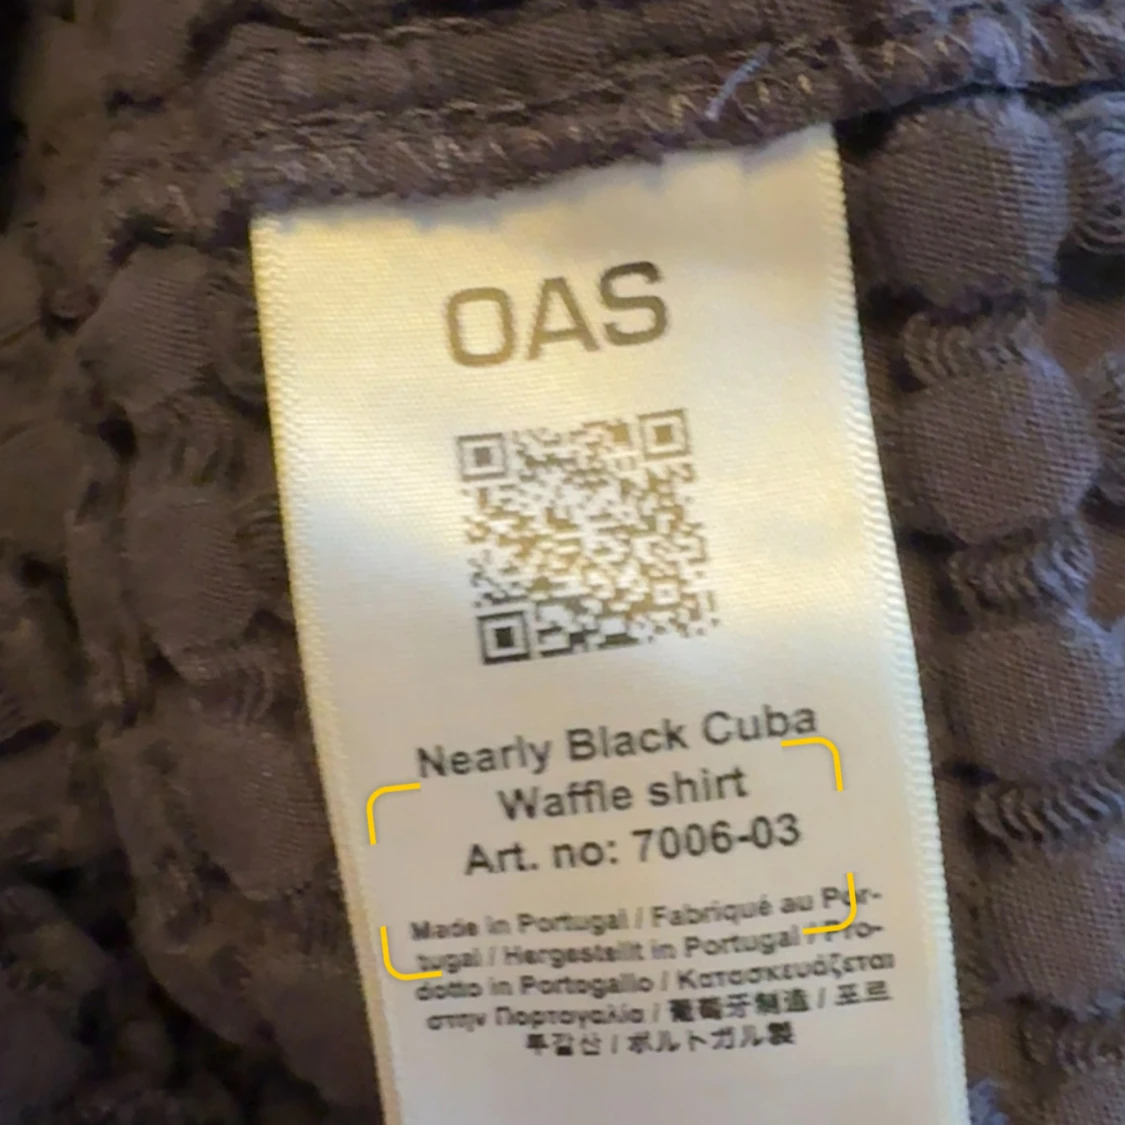 OAS
Nearly Black Cuba
Waffle shirt
Art. no: 7006-03
Made in Portugal / Fabriqué au Por-
tugal / Hergestellt in Portugal / Pro-
dotto in Portogallo / Κατασκευάζεται
στην Πορτογαλία / 葡萄牙制造 / 포르
투갈산 / ポルトガル製